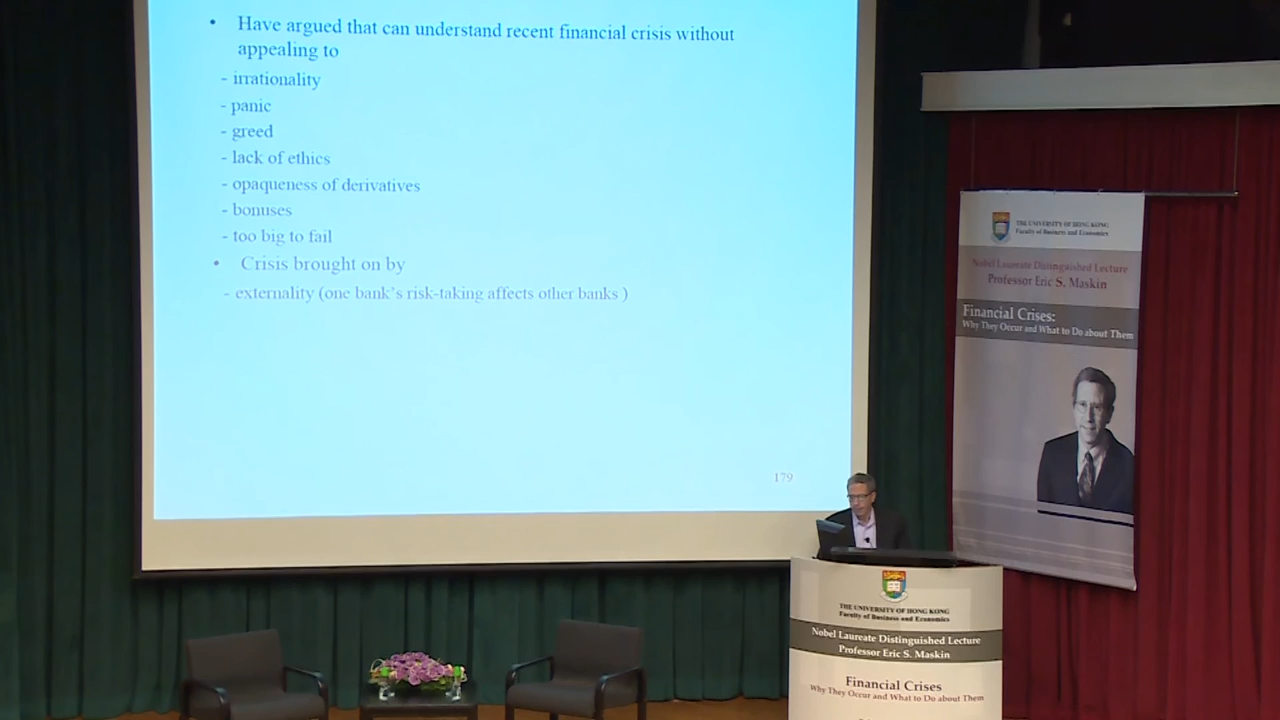 • Have argued that can understand recent financial crisis without
appealing to
- irrationality
- panic
- greed
- lack of ethics
- opaqueness of derivatives
- bonuses
- too big to fail
• Crisis brought on by
- externality (one bank's risk-taking affects other banks )
179
THE UNIVERSITY OF HONG KONG
Faculty of Business and Economics
Nobel Laureate Distinguished Lecture
Professor Eric S. Maskin
Financial Crises:
Why They Occur and What to Do about Them
THE UNIVERSITY OF HONG KONG
Faculty of Business and Economics
Nobel Laureate Distinguished Lecture
Professor Eric S. Maskin
Financial Crises
Why They Occur and What to Do about Them